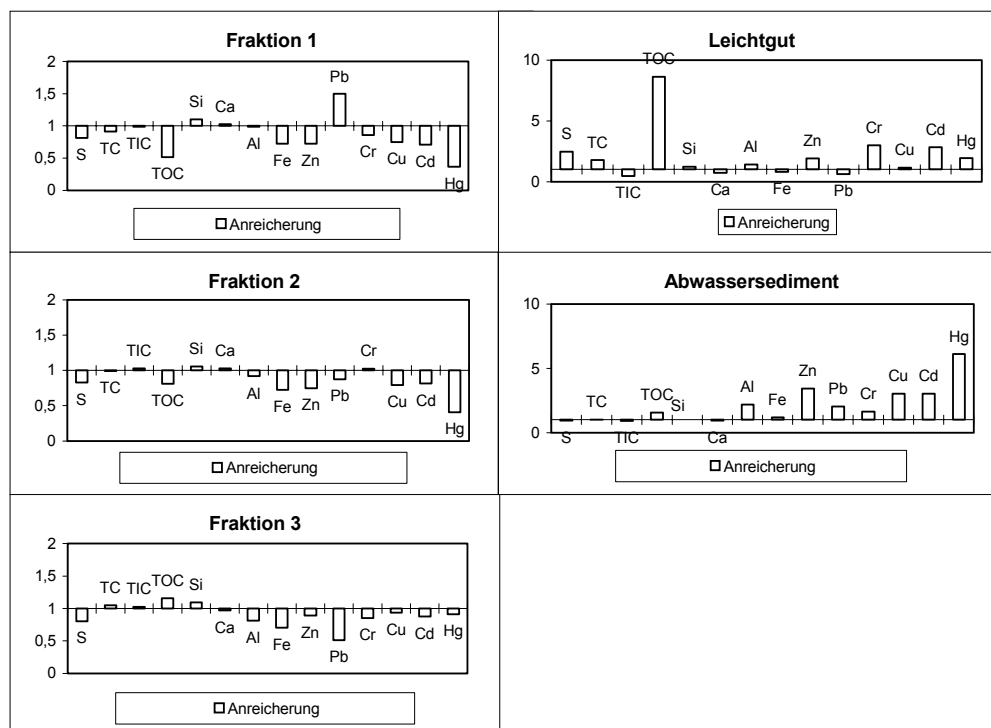 Fraktion 1
2
1,5
1
0,5
0
S
TC
TIC
TOC
Si
Ca
Al
Fe
Zn
Pb
Cr
Cu
Cd
Hg
Anreicherung
Leichtgut
10
5
0
S
TC
TIC
TOC
Si
Ca
Al
Fe
Zn
Pb
Cr
Cu
Cd
Hg
Anreicherung
Fraktion 2
2
1,5
1
0,5
0
S
TC
TIC
TOC
Si
Ca
Al
Fe
Zn
Pb
Cr
Cu
Cd
Hg
Anreicherung
Abwassersediment
10
5
0
S
TC
TIC
TOC
Si
Ca
Al
Fe
Zn
Pb
Cr
Cu
Cd
Hg
Anreicherung
Fraktion 3
2
1,5
1
0,5
0
S
TC
TIC
TOC
Si
Ca
Al
Fe
Zn
Pb
Cr
Cu
Cd
Hg
Anreicherung